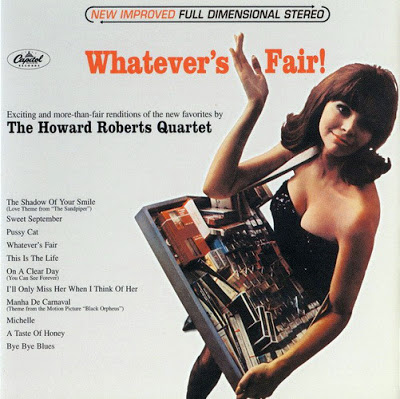 NEW IMPROVED FULL DIMENSIONAL STEREO
Capitol
RECORDS
Whatever's Fair!
Exciting and more-than-fair renditions of the new favorites by
The Howard Roberts Quartet
The Shadow Of Your Smile
(Love Theme from "The Sandpiper")
Sweet September
Pussy Cat
Whatever's Fair
This Is The Life
On A Clear Day
(You Can See Forever)
I'll Only Miss Her When I Think Of Her
Manha De Carnaval
(Theme from the Motion Picture "Black Orpheus")
Michelle
A Taste Of Honey
Bye Bye Blues